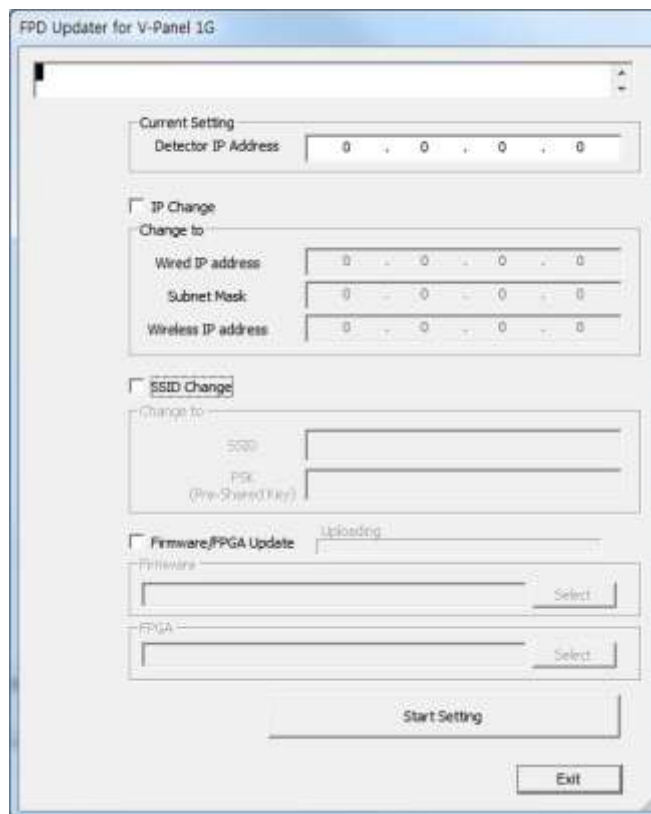 FPD Updater for V-Panel 1G
Current Setting
Detector IP Address 0 . 0 . 0 . 0
IP Change
Change to
Wired IP address 0 . 0 . 0 . 0
Subnet Mask 0 . 0 . 0 . 0
Wireless IP address 0 . 0 . 0 . 0
SSID Change
Change to
SSID
PSK
(Pre-Shared Key)
Firmware/FPGA Update Uploading
Firmware
Select
FPGA
Select
Start Setting
Exit